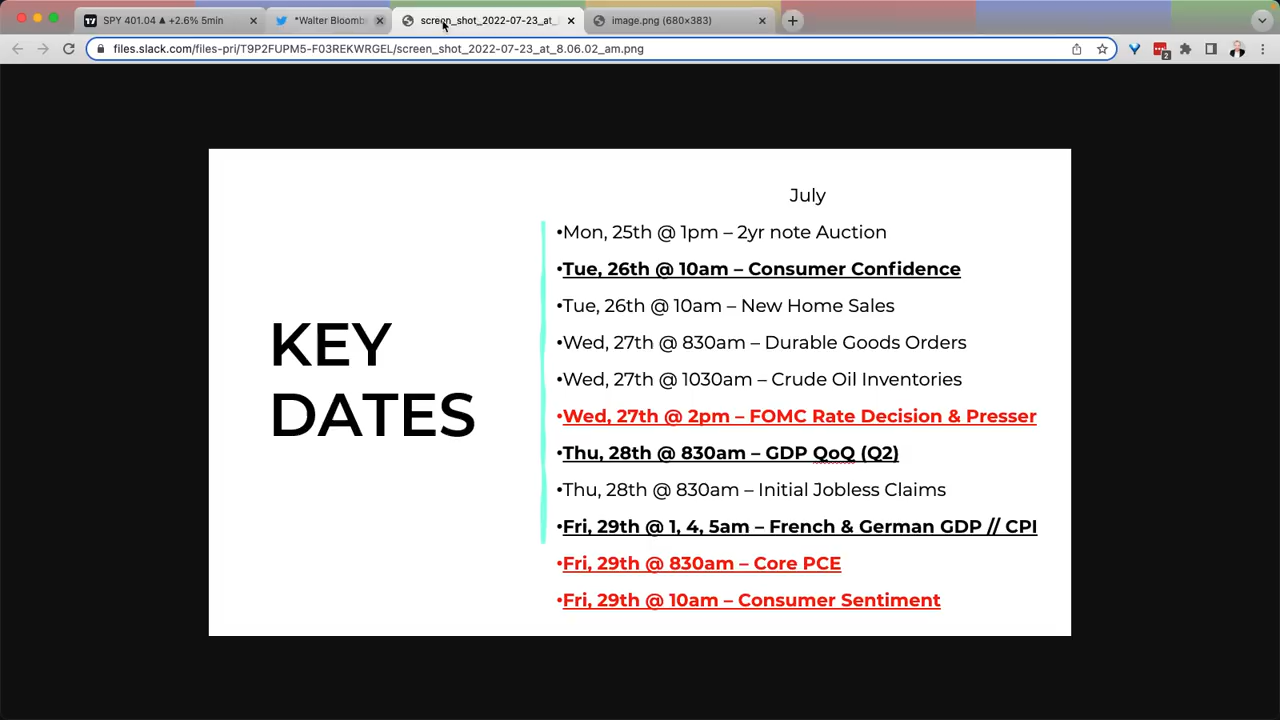 SPY 401.04 ▲ +2.6% 5min
*Walter Bloomb
screen_shot_2022-07-23_at_
image.png (680×383)
files.slack.com/files-pri/T9P2FUPM5-F03REKWRGEL/screen_shot_2022-07-23_at_8.06.02_am.png
2
KEY
DATES
July
•Mon, 25th @ 1pm – 2yr note Auction
•Tue, 26th @ 10am – Consumer Confidence
•Tue, 26th @ 10am – New Home Sales
•Wed, 27th @ 830am – Durable Goods Orders
•Wed, 27th @ 1030am – Crude Oil Inventories
•Wed, 27th @ 2pm – FOMC Rate Decision & Presser
•Thu, 28th @ 830am – GDP QoQ (Q2)
•Thu, 28th @ 830am – Initial Jobless Claims
•Fri, 29th @ 1, 4, 5am – French & German GDP // CPI
•Fri, 29th @ 830am – Core PCE
•Fri, 29th @ 10am – Consumer Sentiment